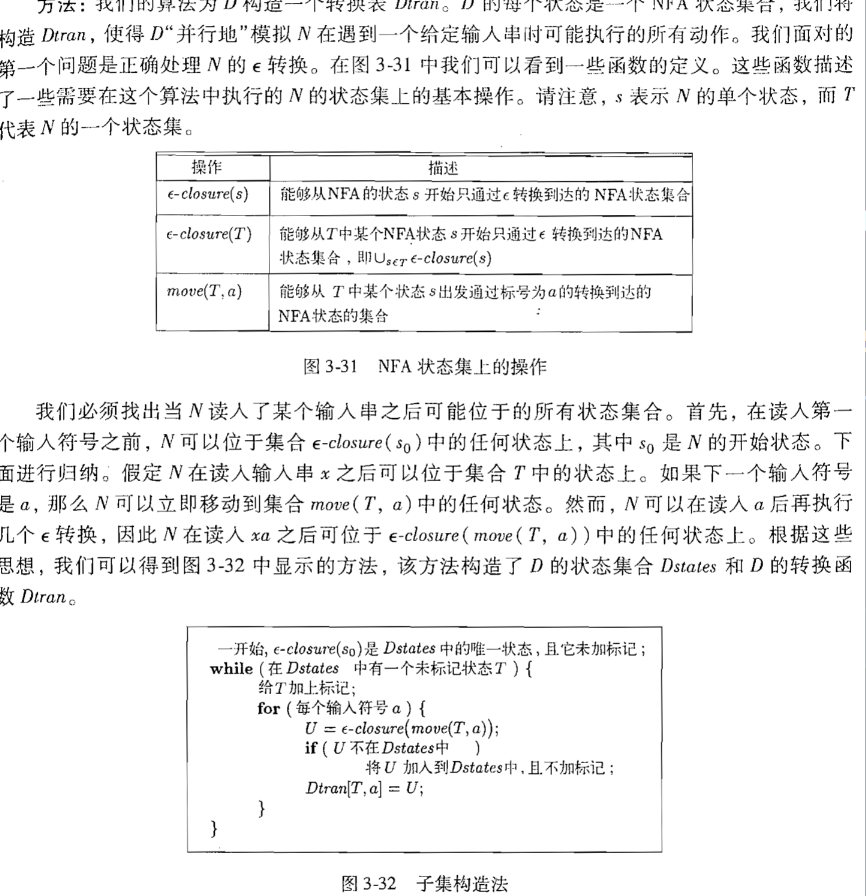 方法：我们的算法为 D 构造一个转换表 Dtran。D 的每个状态是一个 NFA 状态集合，我们将
构造 Dtran，使得 D“并行地”模拟 N 在遇到一个给定输入串时可能执行的所有动作。我们面对的
第一个问题是正确处理 N 的 ϵ 转换。在图 3-31 中我们可以看到一些函数的定义。这些函数描述
了一些需要在这个算法中执行的 N 的状态集上的基本操作。请注意，s 表示 N 的单个状态，而 T
代表 N 的一个状态集。
操作 描述
ϵ-closure(s) 能够从NFA的状态 s 开始只通过ϵ转换到达的 NFA状态集合
ϵ-closure(T) 能够从T中某个NFA状态 s 开始只通过ϵ 转换到达的NFA
状态集合，即∪s∈T ϵ-closure(s)
move(T, a) 能够从 T 中某个状态 s出发通过标号为a的转换到达的
NFA状态的集合
图 3-31 NFA 状态集上的操作
我们必须找出当 N 读入了某个输入串之后可能位于的所有状态集合。首先，在读入第一
个输入符号之前，N 可以位于集合 ϵ-closure(s0)中的任何状态上，其中 s0 是 N 的开始状态。下
面进行归纳。假定 N 在读入输入串 x 之后可以位于集合 T 中的状态上。如果下一个输入符号
是 a，那么 N 可以立即移动到集合 move(T, a)中的任何状态。然而，N 可以在读入 a 后再执行
几个 ϵ 转换，因此 N 在读入 xa 之后可位于 ϵ-closure(move(T, a))中的任何状态上。根据这些
思想，我们可以得到图 3-32 中显示的方法，该方法构造了 D 的状态集合 Dstates 和 D 的转换函
数 Dtran。
一开始, ϵ-closure(s0)是 Dstates 中的唯一状态, 且它未加标记;
while (在Dstates 中有一个未标记状态T ) {
给T加上标记;
for (每个输入符号 a ) {
U = ϵ-closure(move(T, a));
if ( U 不在Dstates中 )
将U 加入到Dstates中, 且不加标记;
Dtran[T, a] = U;
}
}
图 3-32 子集构造法